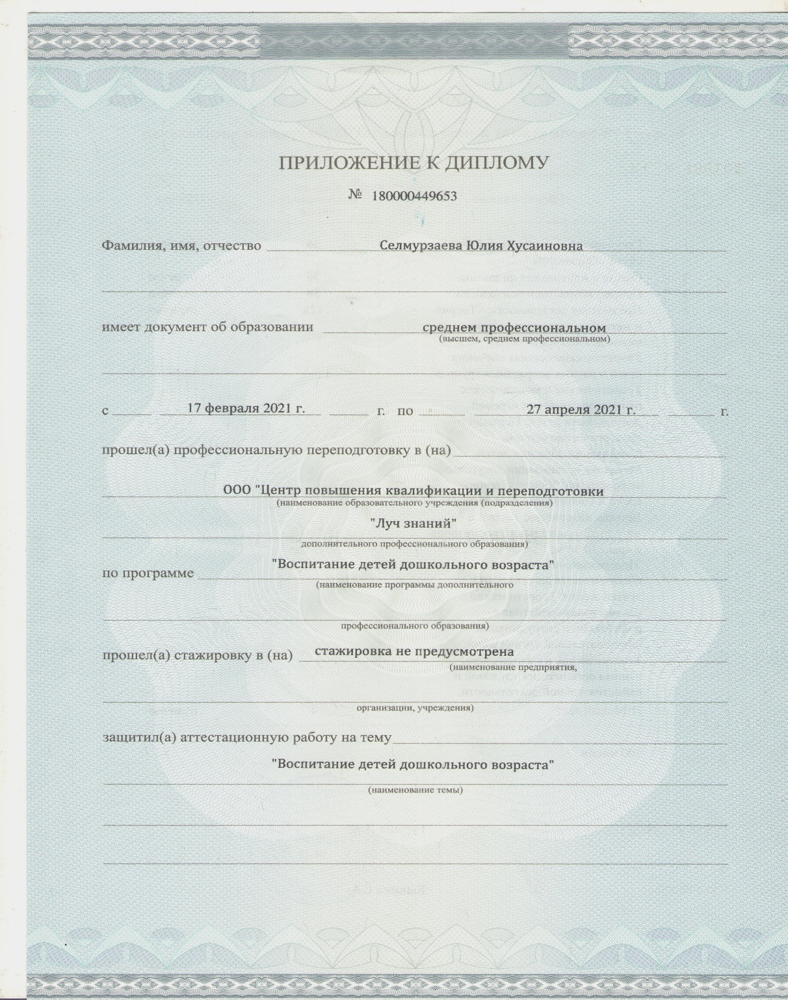 ПРИЛОЖЕНИЕ К ДИПЛОМУ
№ 180000449653
Фамилия, имя, отчество Селмурзаева Юлия Хусаиновна
имеет документ об образовании среднем профессиональном
(высшем, среднем профессиональном)
с 17 февраля 2021 г. г. по 27 апреля 2021 г. г.
прошел(а) профессиональную переподготовку в (на)
ООО "Центр повышения квалификации и переподготовки
(наименование образовательного учреждения (подразделения)
"Луч знаний"
дополнительного профессионального образования)
по программе "Воспитание детей дошкольного возраста"
(наименование программы дополнительного
профессионального образования)
прошел(а) стажировку в (на) стажировка не предусмотрена
(наименование предприятия,
организации, учреждения)
защитил(а) аттестационную работу на тему
"Воспитание детей дошкольного возраста"
(наименование темы)